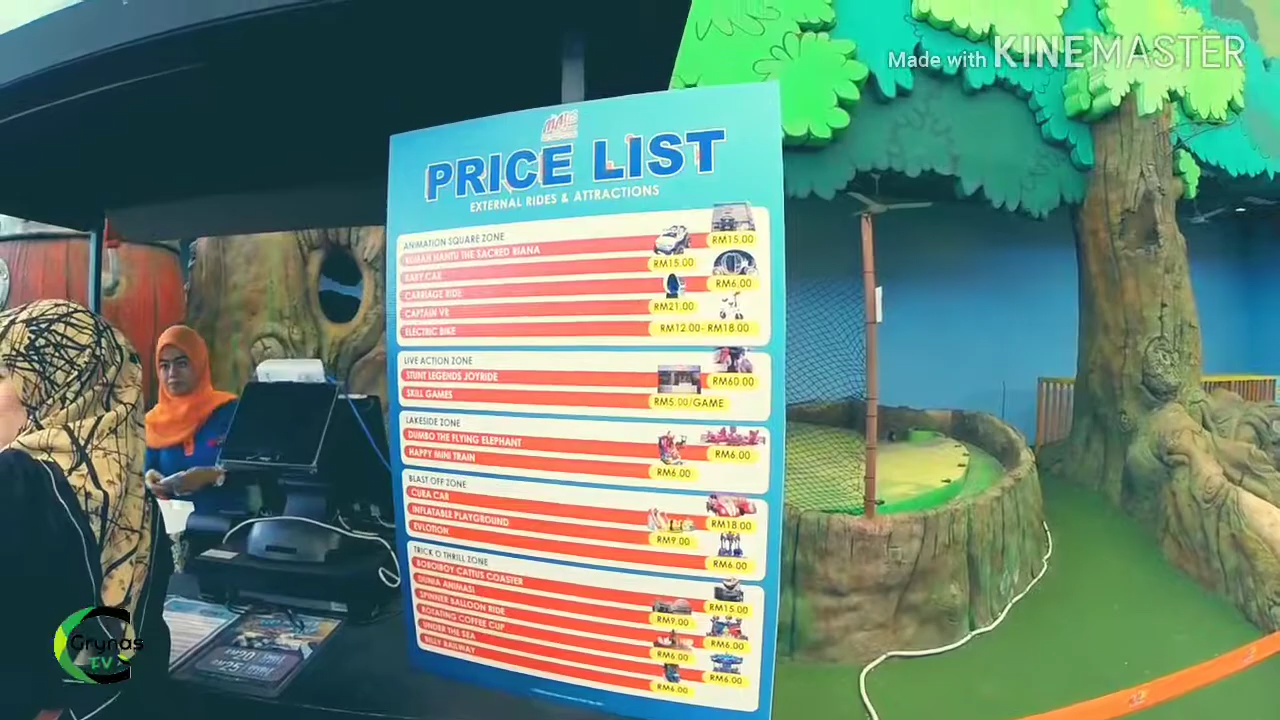 Made with KINEMASTER
PRICE LIST
EXTERNAL RIDES & ATTRACTIONS
ANIMATION SQUARE ZONE
RUMAH HANTU THE SACRED RIANA
RM15.00
BABY CAR
RM15.00
CARRIAGE RIDE
RM6.00
CAPTAIN VR
RM21.00
ELECTRIC BIKE
RM12.00- RM18.00
LIVE ACTION ZONE
STUNT LEGENDS JOYRIDE
RM60.00
SKILL GAMES
RM5.00/GAME
LAKESIDE ZONE
DUMBO THE FLYING ELEPHANT
RM6.00
HAPPY MINI TRAIN
RM6.00
BLAST OFF ZONE
CURA CAR
RM18.00
INFLATABLE PLAYGROUND
RM9.00
EVLOTION
RM6.00
TRICK O THRILL ZONE
BOBOIBOY CATTUS COASTER
RM15.00
DUNIA ANIMASI
RM9.00
SPINNER BALLOON RIDE
RM6.00
ROTATING COFFEE CUP
RM6.00
UNDER THE SEA
RM6.00
BILLY RAILWAY
RM6.00
Grynas
TV